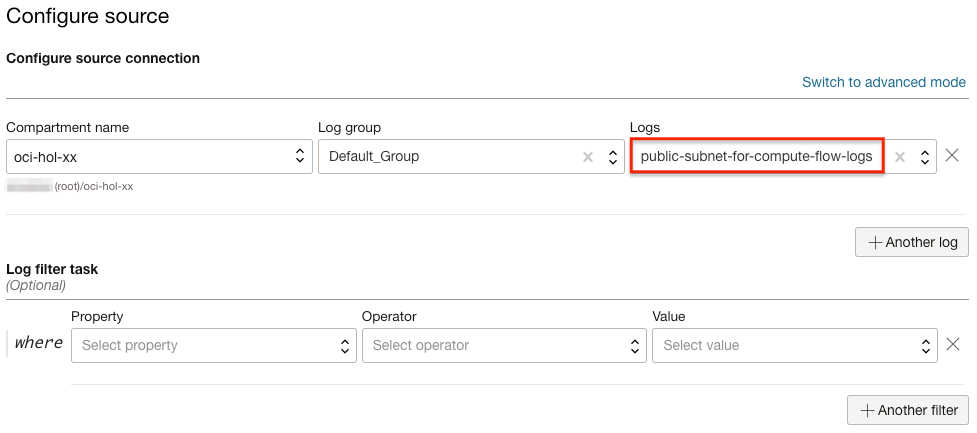 Configure source
Configure source connection
Switch to advanced mode
Compartment name
Log group
Logs
oci-hol-xx
Default_Group
public-subnet-for-compute-flow-logs
(root)/oci-hol-xx
+ Another log
Log filter task
(Optional)
Property
Operator
Value
where
Select property
Select operator
Select value
+ Another filter